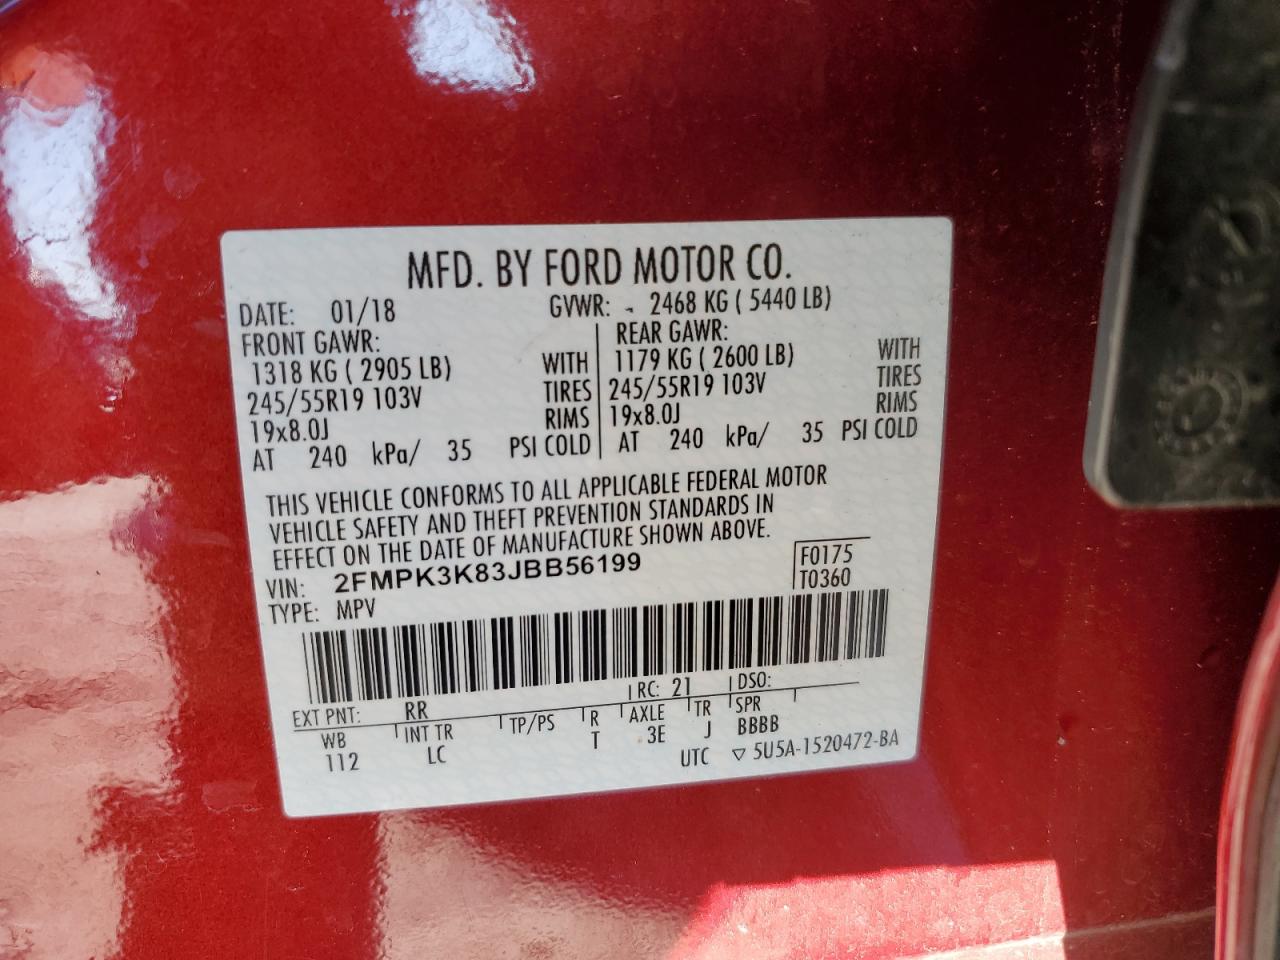 MFD. BY FORD MOTOR CO.
DATE: 01/18 GVWR: - 2468 KG ( 5440 LB)
FRONT GAWR: REAR GAWR:
1318 KG ( 2905 LB) WITH 1179 KG ( 2600 LB) WITH
245/55R19 103V TIRES 245/55R19 103V TIRES
19x8.0J RIMS 19x8.0J RIMS
AT 240 kPa/ 35 PSI COLD AT 240 kPa/ 35 PSI COLD
THIS VEHICLE CONFORMS TO ALL APPLICABLE FEDERAL MOTOR
VEHICLE SAFETY AND THEFT PREVENTION STANDARDS IN
EFFECT ON THE DATE OF MANUFACTURE SHOWN ABOVE.
VIN: 2FMPK3K83JBB56199 F0175
TYPE: MPV T0360
EXT PNT: RR RC: 21 DSO:
WB INT TR TP/PS R AXLE TR SPR
112 LC T 3E J BBBB
UTC ▽ 5U5A-1520472-BA